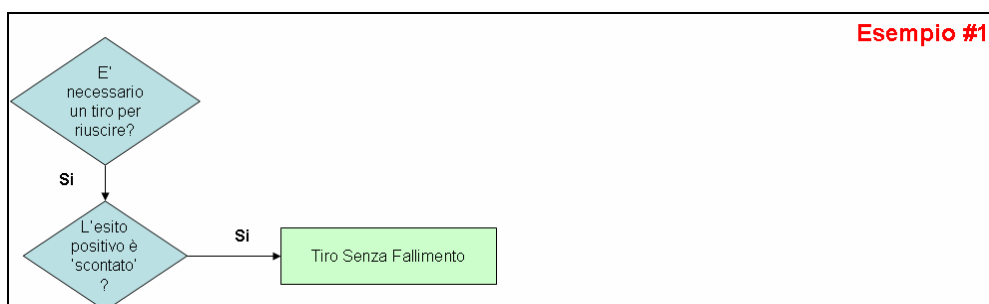 Esempio #1
E'
necessario
un tiro per
riuscire?
Si
L'esito
positivo è
'scontato'
?
Si
Tiro Senza Fallimento